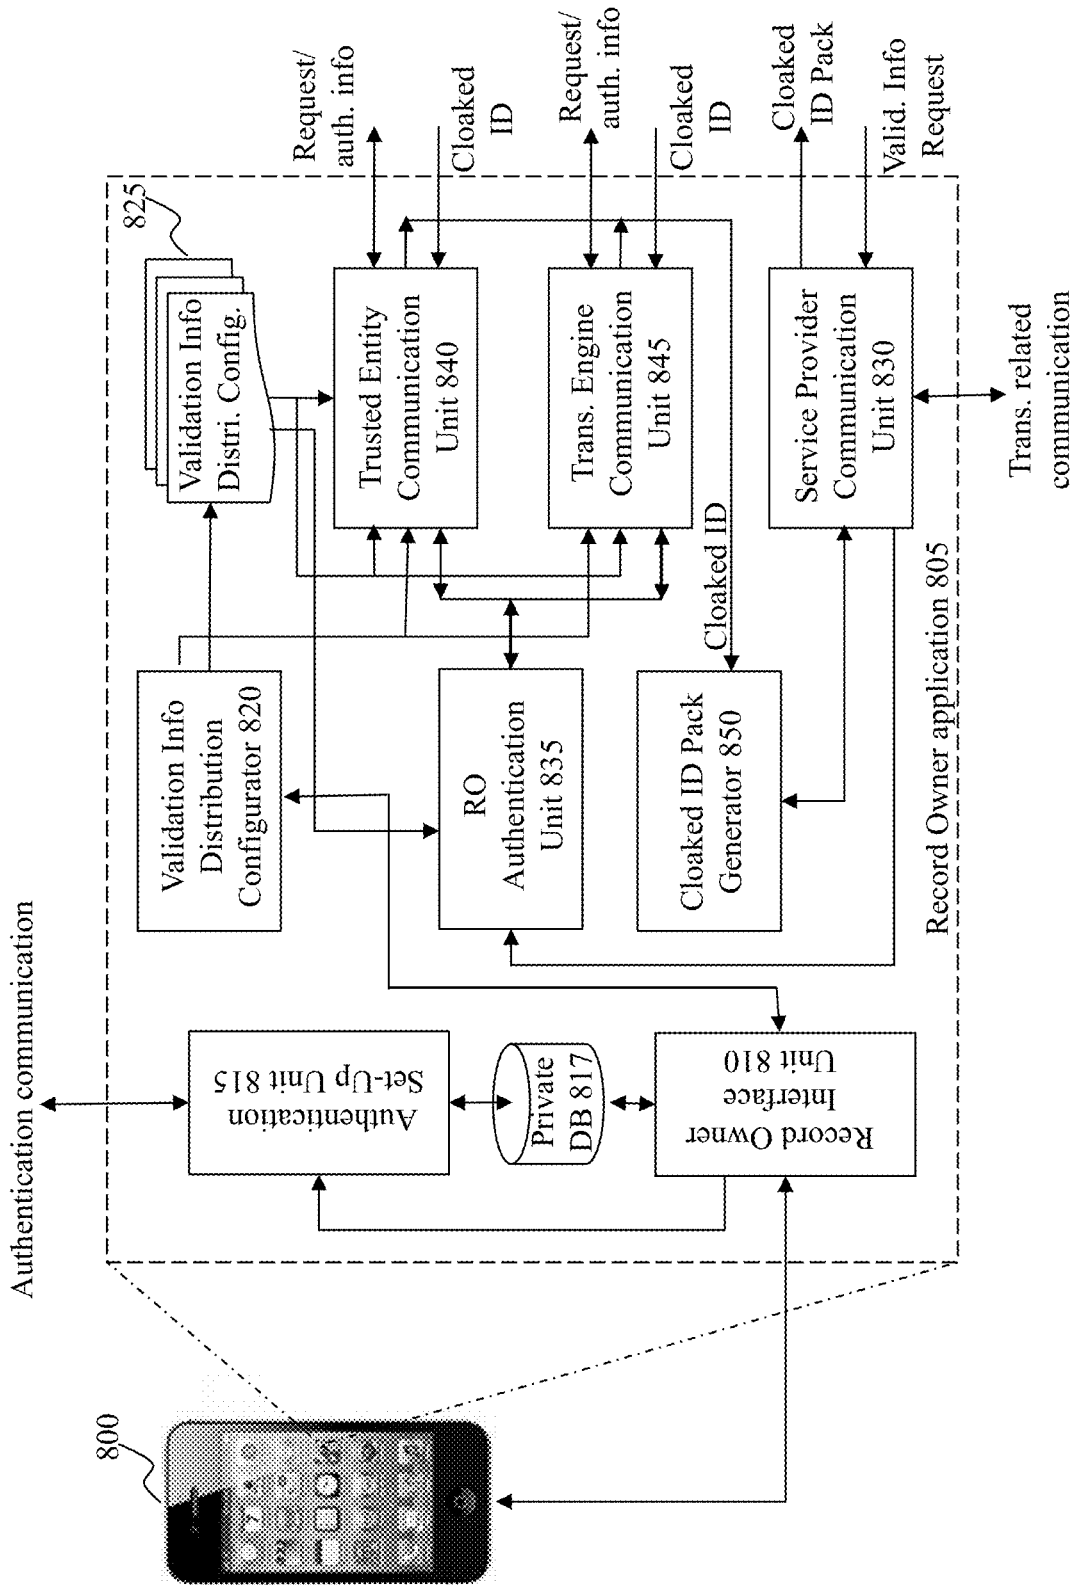 Authentication communication
800
Authentication
Set-Up Unit 815
Private
DB 817
Record Owner
Interface
Unit 810
Validation Info
Distribution
Configurator 820
RO
Authentication
Unit 835
Cloaked ID Pack
Generator 850
825
Validation Info
Distri. Config.
Trusted Entity
Communication
Unit 840
Trans. Engine
Communication
Unit 845
Service Provider
Communication
Unit 830
Cloaked ID
Request/
auth. info
Cloaked
ID
Request/
auth. info
Cloaked
ID
Cloaked
ID Pack
Valid. Info
Request
Record Owner application 805
Trans. related
communication